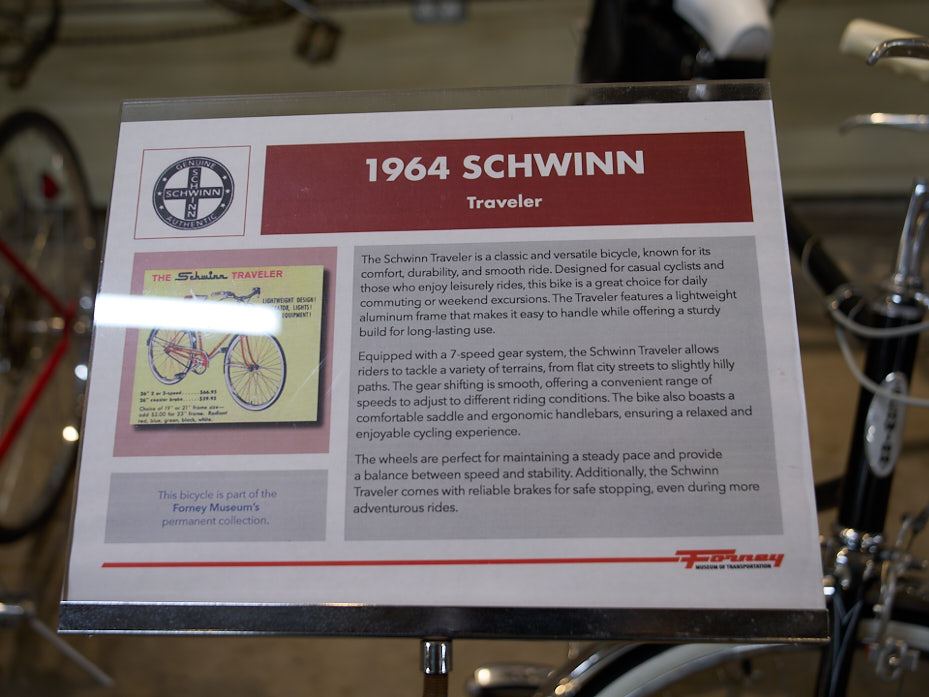 1964 SCHWINN
Traveler
GENUINE
SCHWINN
SCHWINN
AUTHENTIC
THE Schwinn TRAVELER
LIGHTWEIGHT DESIGN!
LIGHTS!
EQUIPMENT!
26" 2 or 3-speed......$66.95
26" coaster brake.....$59.95
Choice of 19" or 21" frame size—
add $3.00 for 23" frame. Radiant
red, blue, green, black, white.
This bicycle is part of the
Forney Museum's
permanent collection.
The Schwinn Traveler is a classic and versatile bicycle, known for its
comfort, durability, and smooth ride. Designed for casual cyclists and
those who enjoy leisurely rides, this bike is a great choice for daily
commuting or weekend excursions. The Traveler features a lightweight
aluminum frame that makes it easy to handle while offering a sturdy
build for long-lasting use.
Equipped with a 7-speed gear system, the Schwinn Traveler allows
riders to tackle a variety of terrains, from flat city streets to slightly hilly
paths. The gear shifting is smooth, offering a convenient range of
speeds to adjust to different riding conditions. The bike also boasts a
comfortable saddle and ergonomic handlebars, ensuring a relaxed and
enjoyable cycling experience.
The wheels are perfect for maintaining a steady pace and provide
a balance between speed and stability. Additionally, the Schwinn
Traveler comes with reliable brakes for safe stopping, even during more
adventurous rides.
Forney
MUSEUM OF TRANSPORTATION